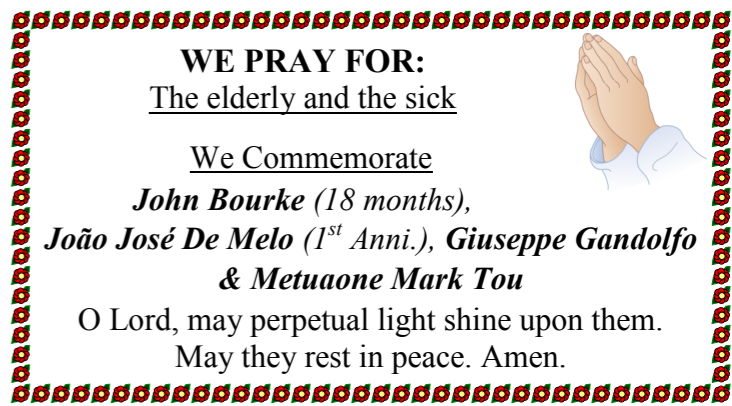 WE PRAY FOR:
The elderly and the sick
We Commemorate
John Bourke (18 months),
João José De Melo (1st Anni.), Giuseppe Gandolfo
& Metuaone Mark Tou
O Lord, may perpetual light shine upon them.
May they rest in peace. Amen.